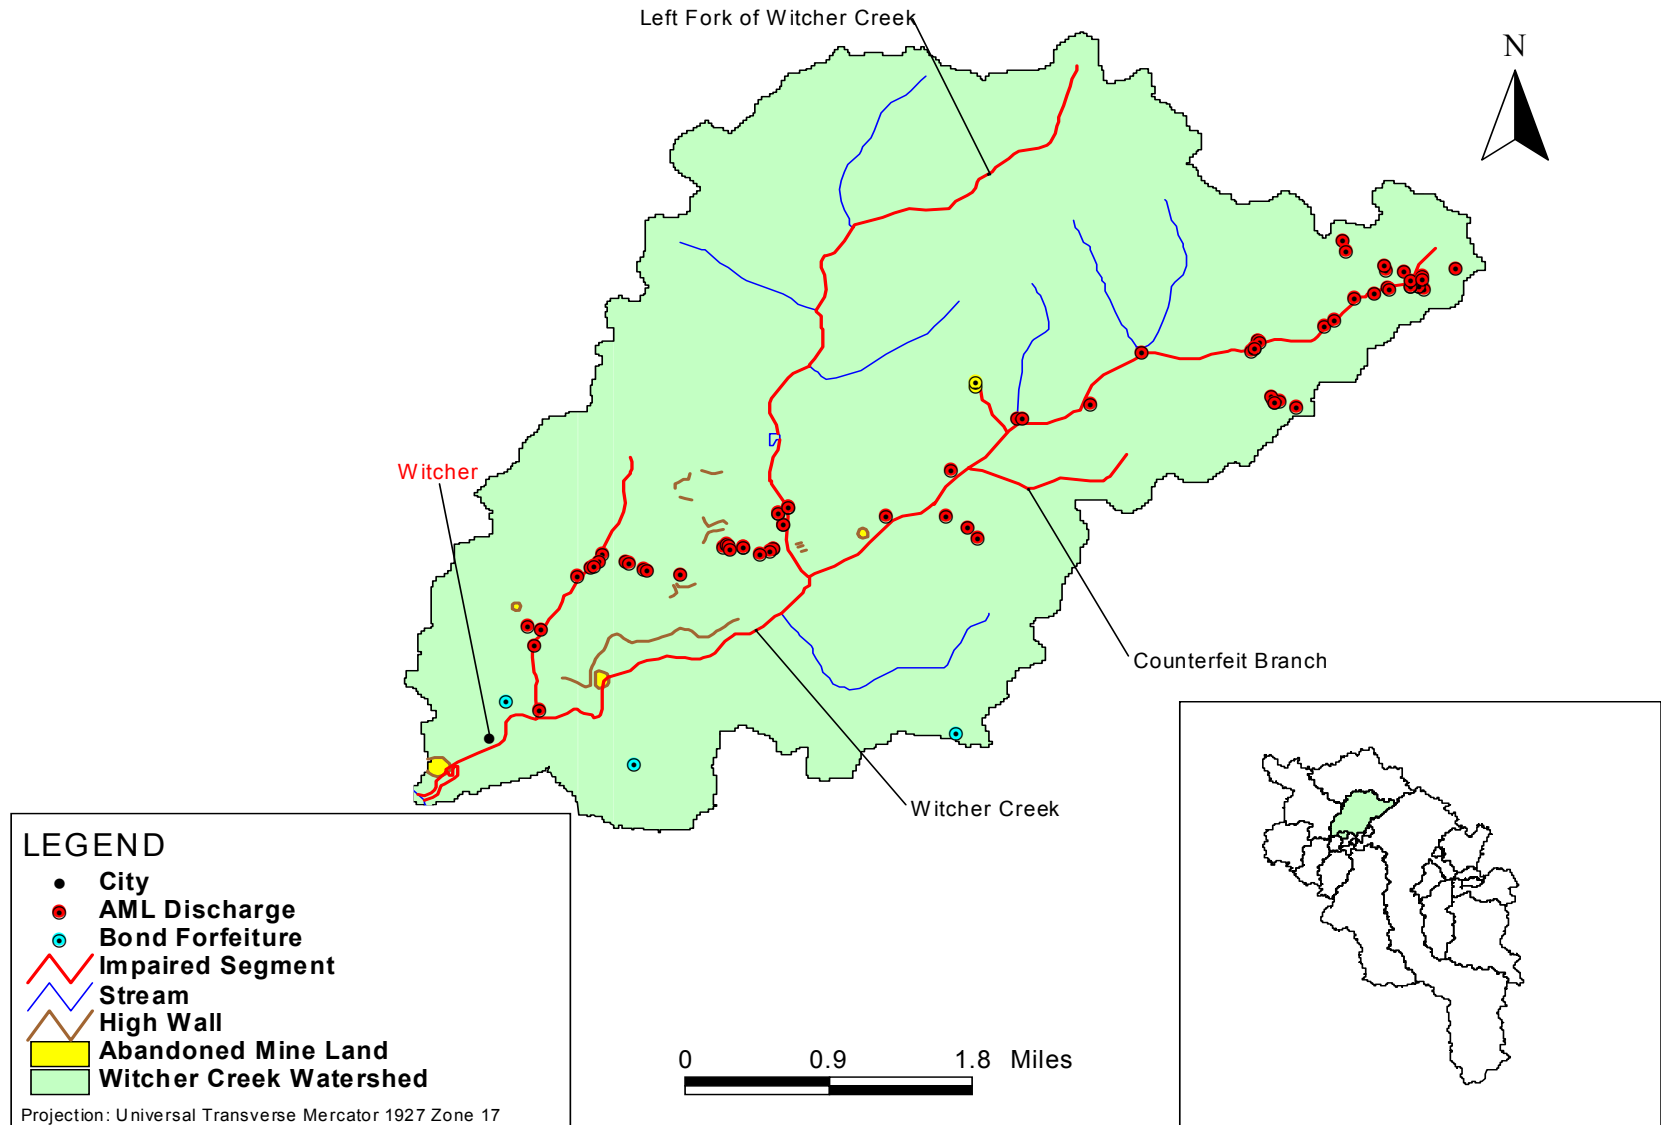 Left Fork of Witcher Creek
N
Witcher
Counterfeit Branch
Witcher Creek
LEGEND
City
AML Discharge
Bond Forfeiture
Impaired Segment
Stream
High Wall
Abandoned Mine Land
Witcher Creek Watershed
Projection: Universal Transverse Mercator 1927 Zone 17
0 0.9 1.8 Miles